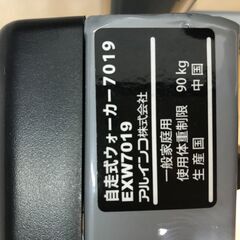 自走式ウォーカー7019
EXW7019
アルインコ株式会社
一般家庭用
使用体重制限 90kg
生産国 中国